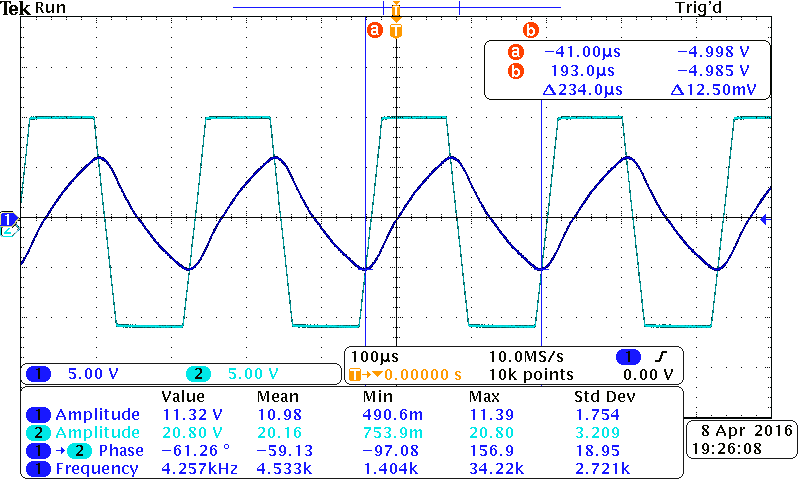 Tek Run Trig'd
a b
T
a −41.00µs −4.998 V
b 193.0µs −4.985 V
Δ234.0µs Δ12.50mV
1
2
1 5.00 V 2 5.00 V
100µs 10.0MS/s 1
T→▼0.00000 s 10k points 0.00 V
Value Mean Min Max Std Dev
1 Amplitude 11.32 V 10.98 490.6m 11.39 1.754
2 Amplitude 20.80 V 20.16 753.9m 20.80 3.209
1 → 2 Phase −61.26 ° −59.13 −97.08 156.9 18.95
1 Frequency 4.257kHz 4.533k 1.404k 34.22k 2.721k
8 Apr 2016
19:26:08